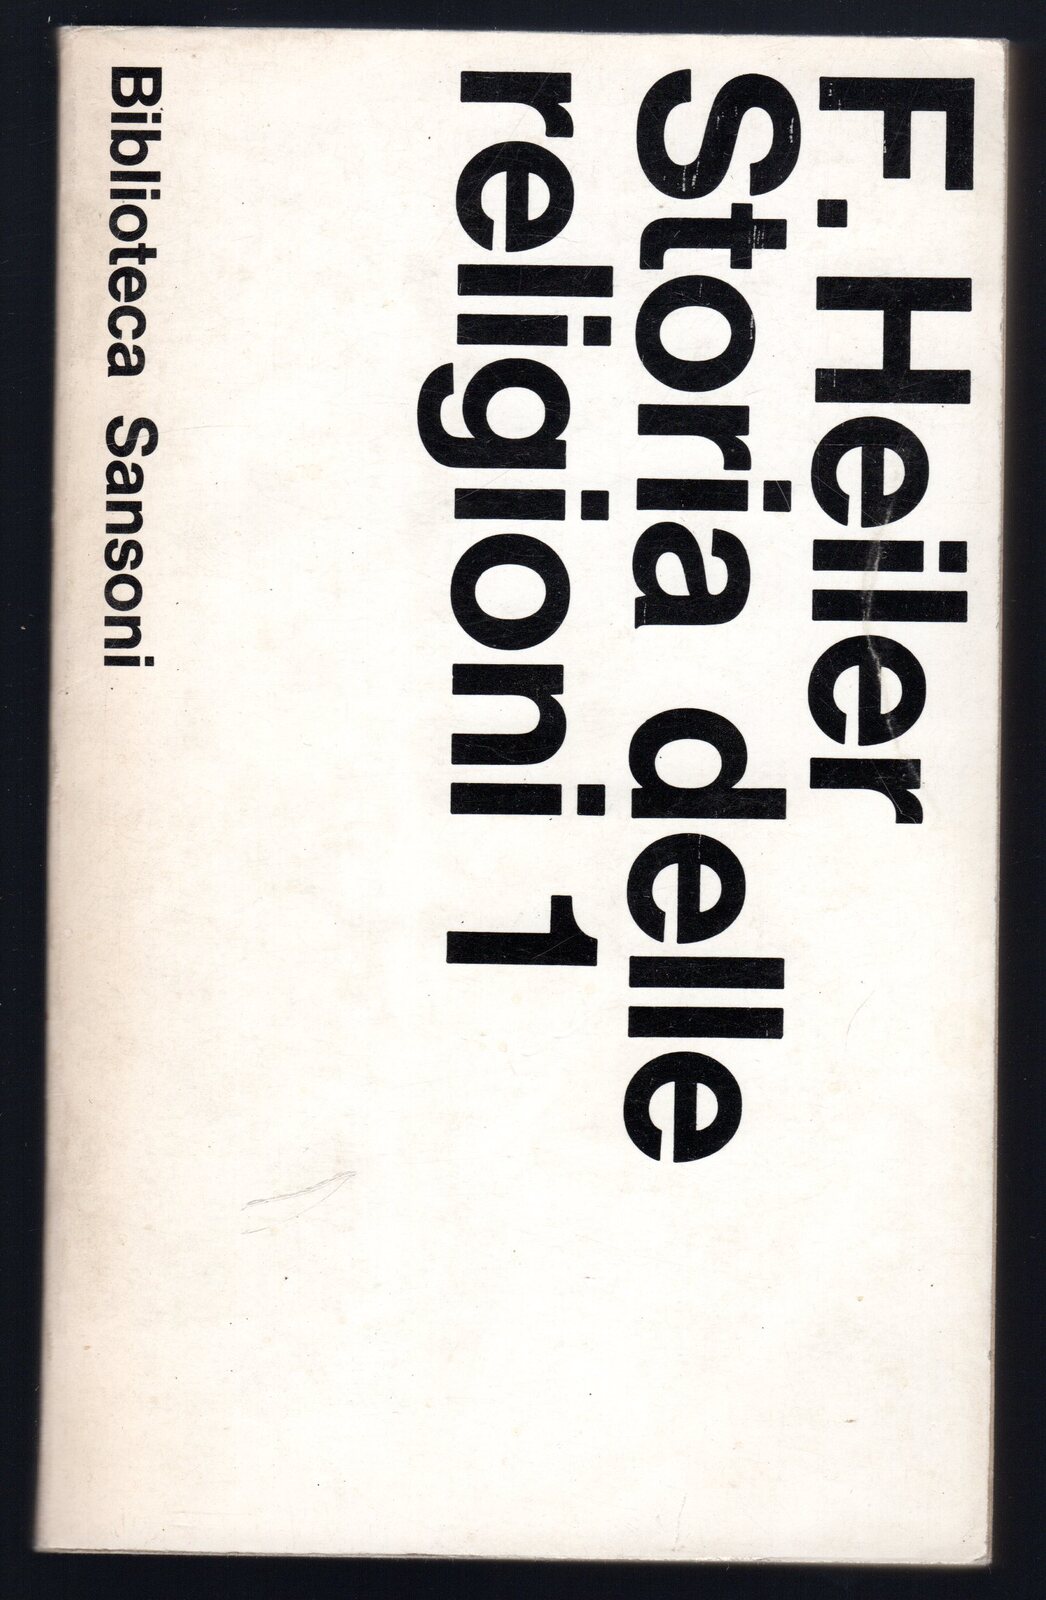 F. Heiler
Storia delle
religioni 1
Biblioteca Sansoni